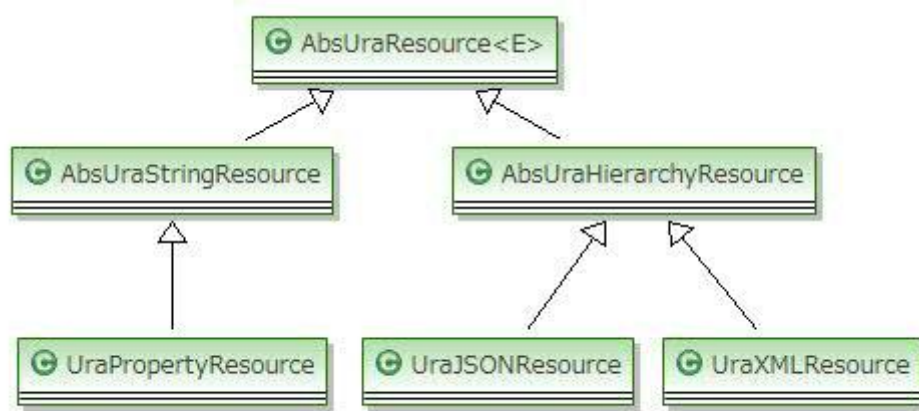 AbsUraResource<E>
AbsUraStringResource
AbsUraHierarchyResource
UraPropertyResource
UraJSONResource
UraXMLResource